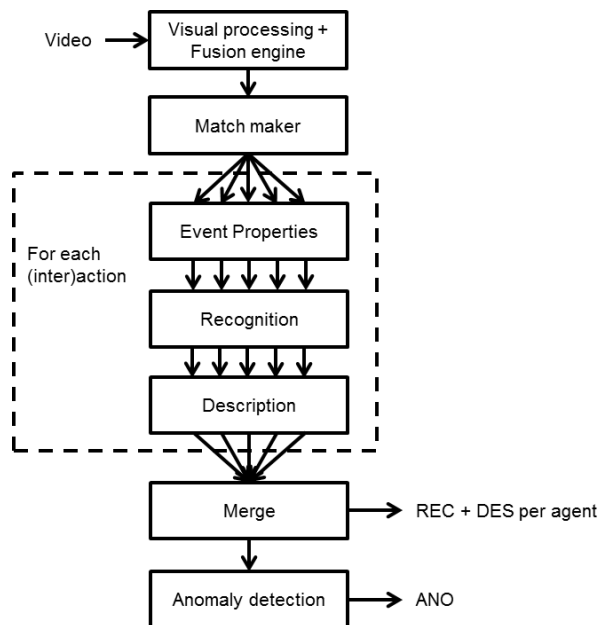 Video
Visual processing +
Fusion engine
Match maker
For each
(inter)action
Event Properties
Recognition
Description
Merge
REC + DES per agent
Anomaly detection
ANO